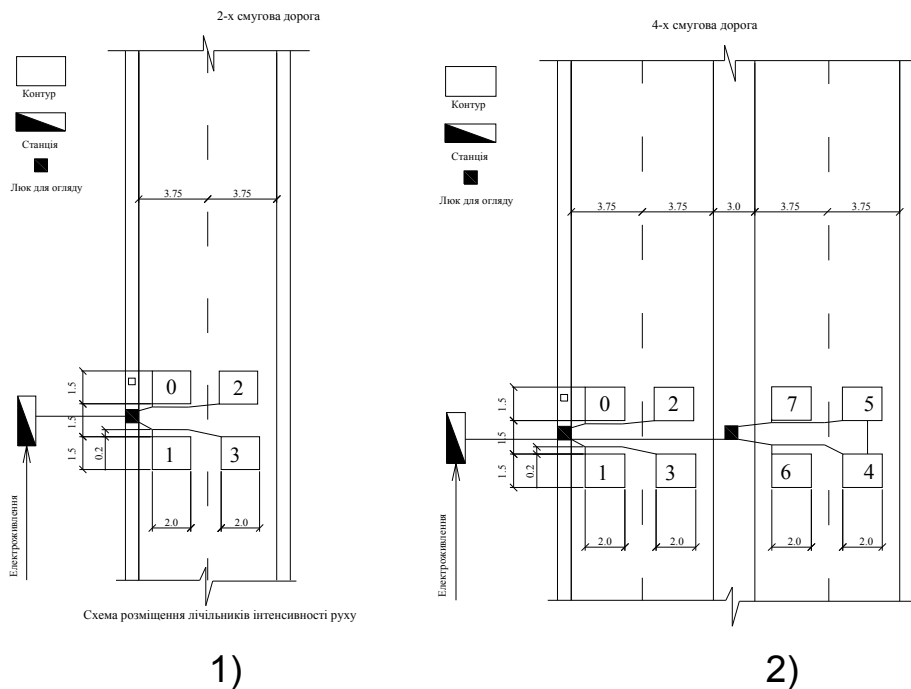 2-х смугова дорога
Контур
Станція
Люк для огляду
3.75 3.75
1.5
1.5
0.2
1.5
0 2
1 3
2.0 2.0
Електроживлення
Схема розміщення лічільників інтенсивності руху
1)
4-х смугова дорога
Контур
Станція
Люк для огляду
3.75 3.75 3.0 3.75 3.75
1.5
1.5
0.2
1.5
0 2 7 5
1 3 6 4
2.0 2.0 2.0 2.0
Електроживлення
2)